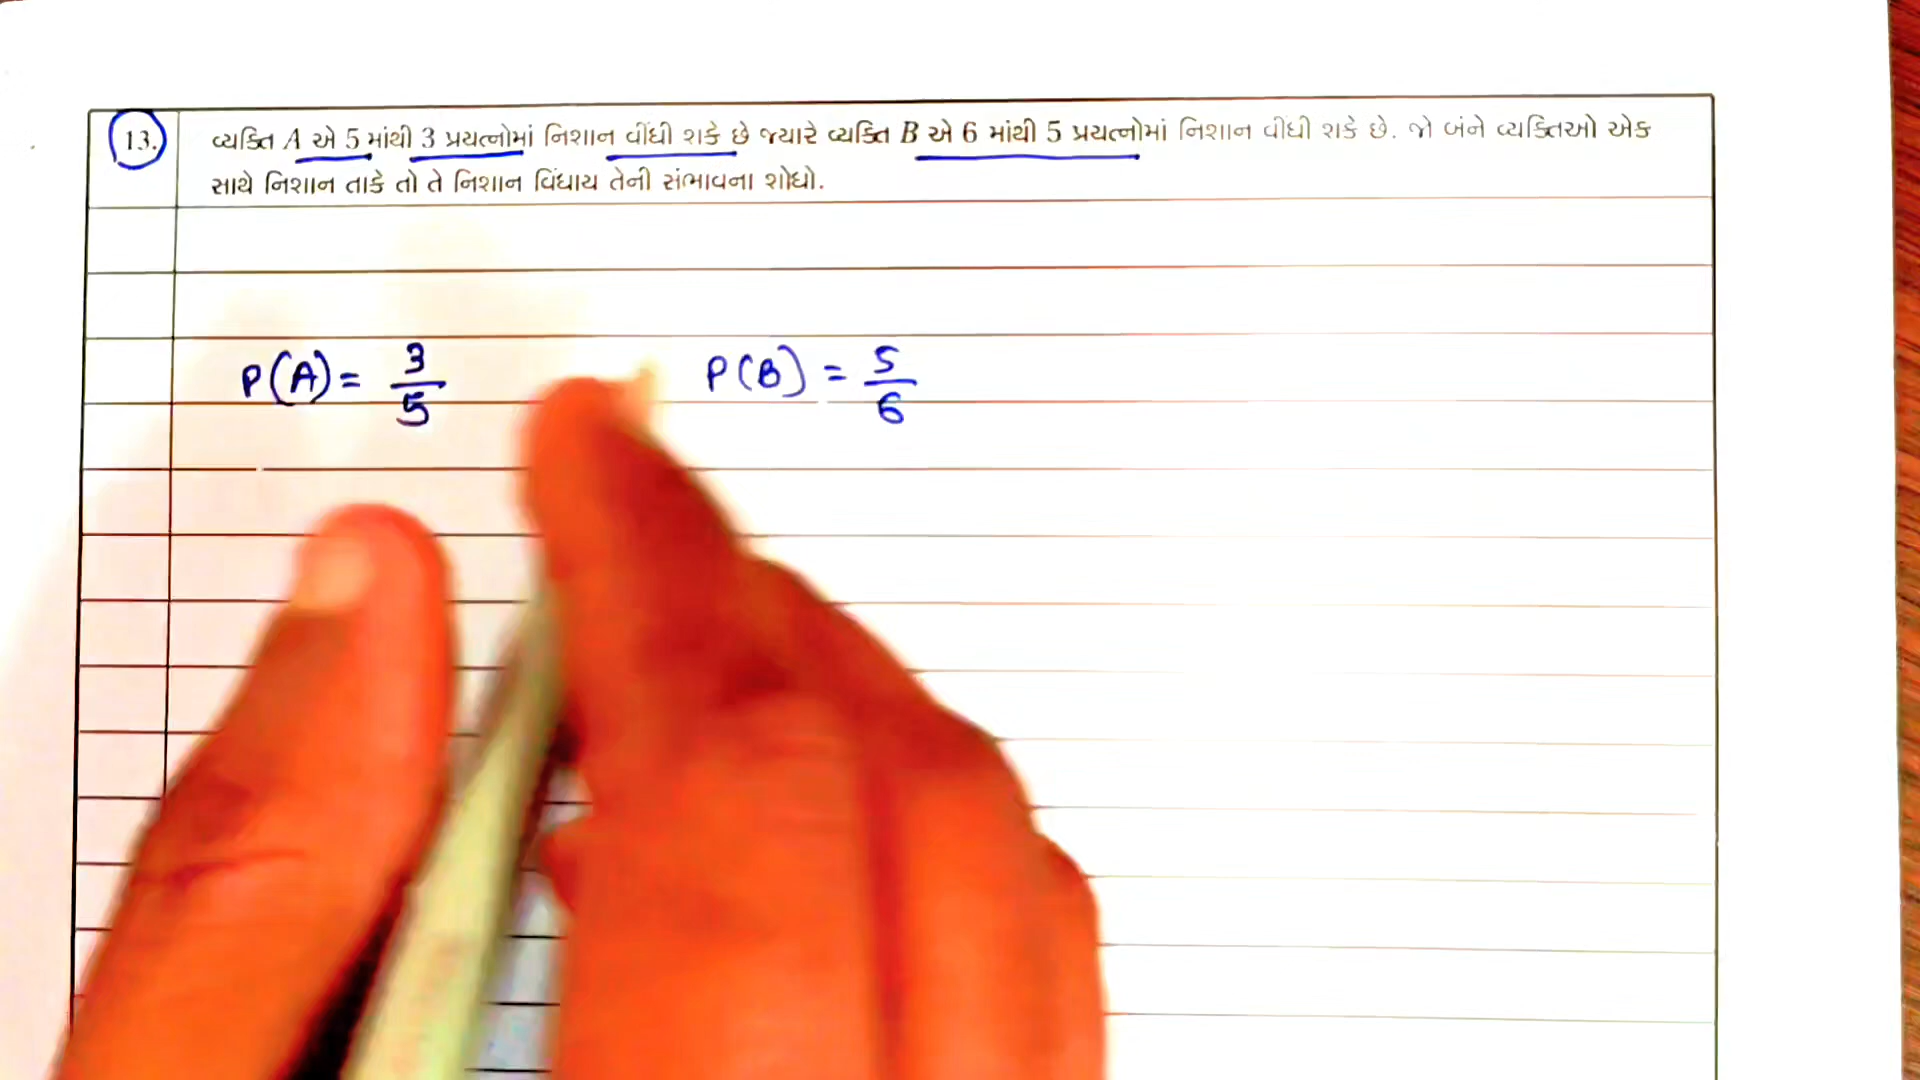 13. વ્યક્તિ A એ 5 માંથી 3 પ્રયત્નોમાં નિશાન વીંધી શકે છે જ્યારે વ્યક્તિ B એ 6 માંથી 5 પ્રયત્નોમાં નિશાન વીંધી શકે છે. જો બંને વ્યક્તિઓ એક
સાથે નિશાન તાકે તો તે નિશાન વિંધાય તેની સંભાવના શોધો.
P(A) = 3/5 P(B) = 5/6